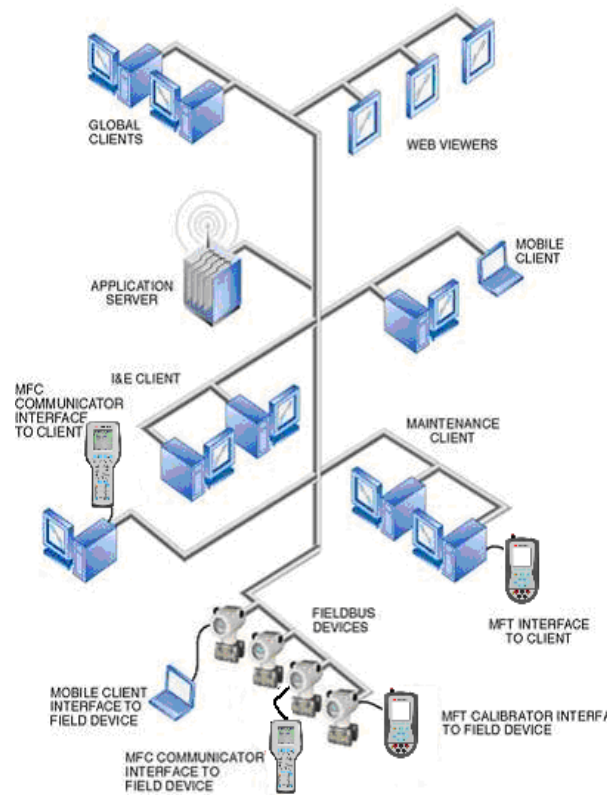 GLOBAL
CLIENTS
WEB VIEWERS
APPLICATION
SERVER
MOBILE
CLIENT
I&E CLIENT
MFC
COMMUNICATOR
INTERFACE
TO CLIENT
MAINTENANCE
CLIENT
MFT INTERFACE
TO CLIENT
FIELDBUS
DEVICES
MOBILE CLIENT
INTERFACE TO
FIELD DEVICE
MFC COMMUNICATOR
INTERFACE TO
FIELD DEVICE
MFT CALIBRATOR INTERFA
TO FIELD DEVICE